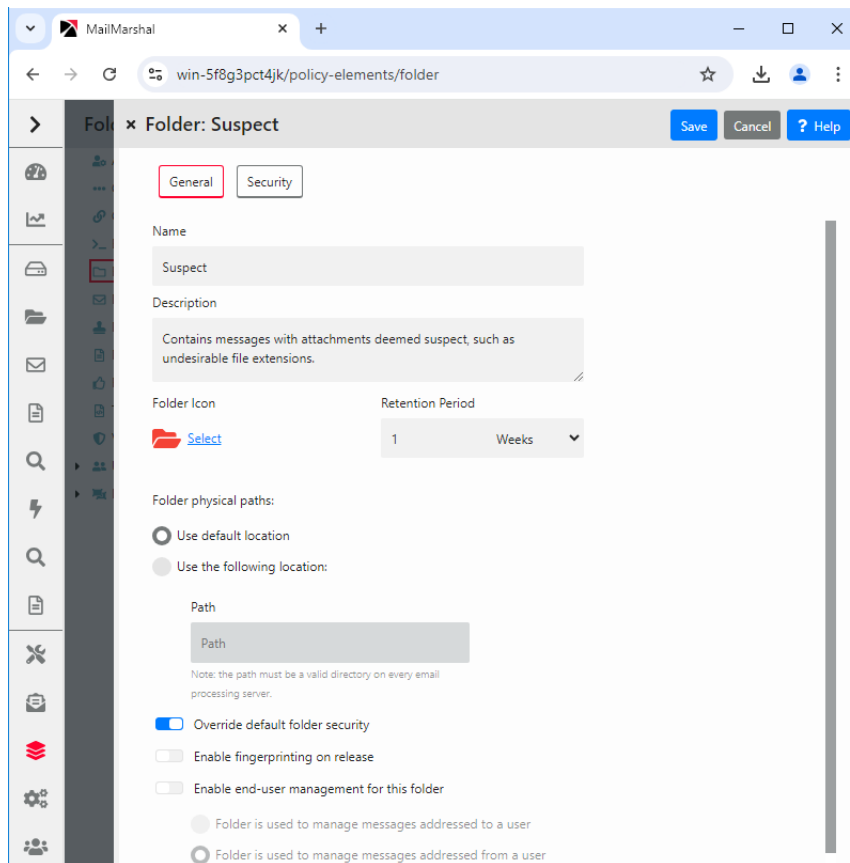 MailMarshal
win-5f8g3pct4jk/policy-elements/folder
Folder: Suspect
Save
Cancel
? Help
General
Security
Name
Suspect
Description
Contains messages with attachments deemed suspect, such as
undesirable file extensions.
Folder Icon
Retention Period
Select
1
Weeks
Folder physical paths:
Use default location
Use the following location:
Path
Path
Note: the path must be a valid directory on every email
processing server.
Override default folder security
Enable fingerprinting on release
Enable end-user management for this folder
Folder is used to manage messages addressed to a user
Folder is used to manage messages addressed from a user